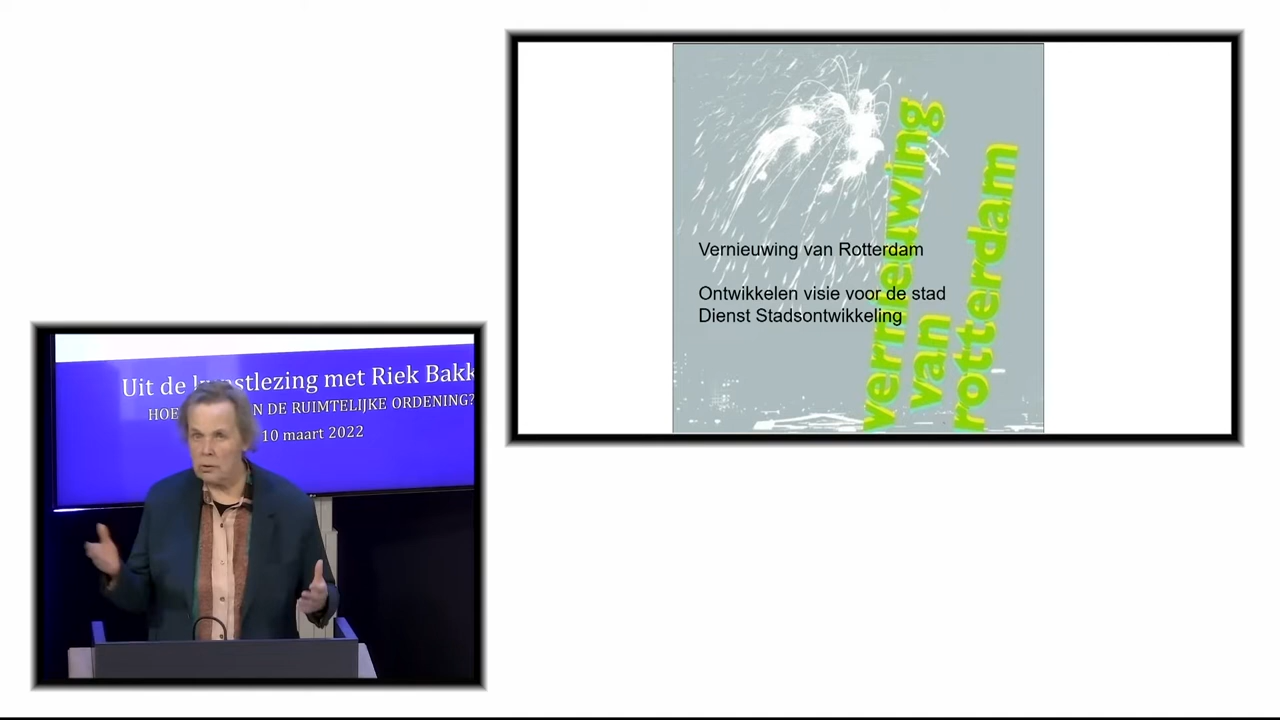 vernieuwing
van
rotterdam
Vernieuwing van Rotterdam
Ontwikkelen visie voor de stad
Dienst Stadsontwikkeling
Uit de kunstlezing met Riek Bakk
HOE N DE RUIMTELIJKE ORDENING?
10 maart 2022